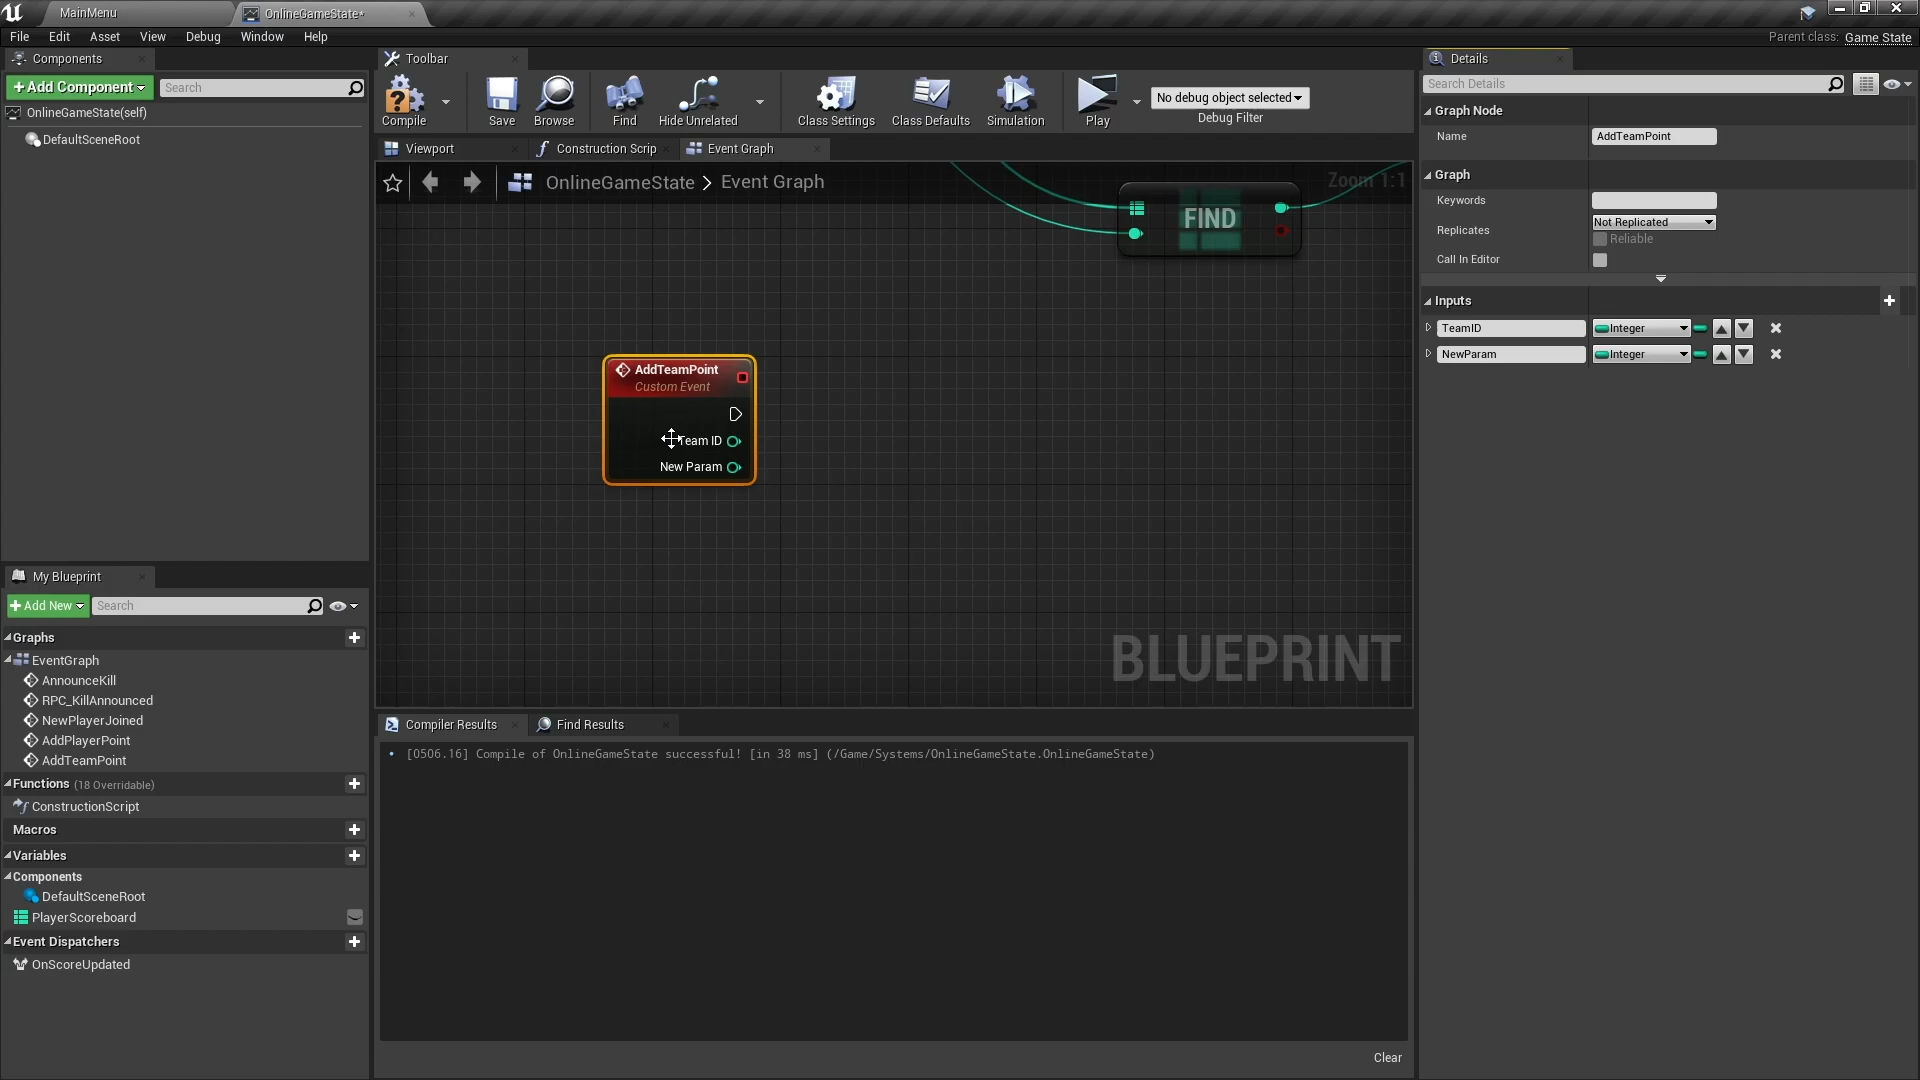 MainMenu
OnlineGameState*
File Edit Asset View Debug Window Help
Parent class: Game State
Components
+ Add Component
Search
OnlineGameState(self)
DefaultSceneRoot
Toolbar
Compile Save Browse Find Hide Unrelated Class Settings Class Defaults Simulation Play
No debug object selected
Debug Filter
Viewport
Construction Scrip
Event Graph
OnlineGameState > Event Graph
Zoom 1:1
FIND
AddTeamPoint
Custom Event
Team ID
New Param
BLUEPRINT
My Blueprint
+ Add New
Search
Graphs
EventGraph
AnnounceKill
RPC_KillAnnounced
NewPlayerJoined
AddPlayerPoint
AddTeamPoint
Functions (18 Overridable)
ConstructionScript
Macros
Variables
Components
DefaultSceneRoot
PlayerScoreboard
Event Dispatchers
OnScoreUpdated
Compiler Results
Find Results
• [0506.16] Compile of OnlineGameState successful! [in 38 ms] (/Game/Systems/OnlineGameState.OnlineGameState)
Clear
Details
Search Details
Graph Node
Name AddTeamPoint
Graph
Keywords
Replicates Not Replicated
Reliable
Call In Editor
Inputs
TeamID Integer
NewParam Integer